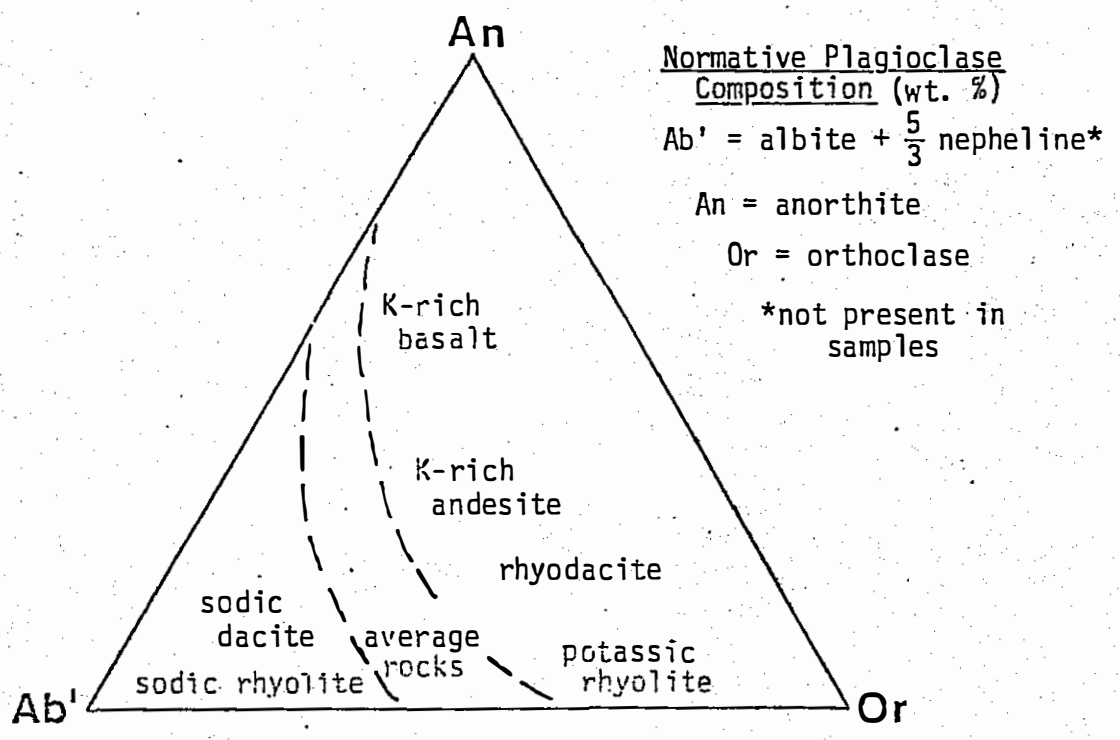 An
Normative Plagioclase
Composition (wt. %)
Ab' = albite + 5/3 nepheline*
An = anorthite
Or = orthoclase
*not present in
samples
K-rich
basalt
K-rich
andesite
rhyodacite
sodic
dacite
average
rocks
potassic
rhyolite
sodic rhyolite
Ab'
Or